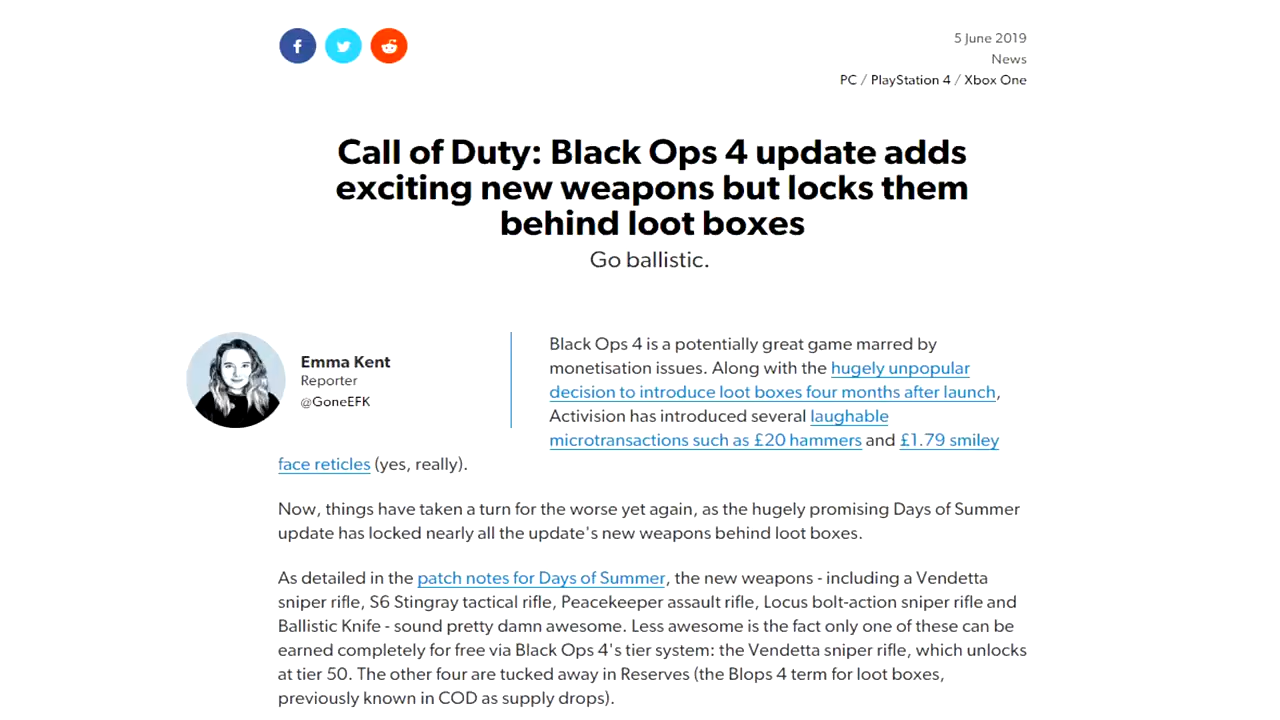 5 June 2019
News
PC / PlayStation 4 / Xbox One
Call of Duty: Black Ops 4 update adds
exciting new weapons but locks them
behind loot boxes
Go ballistic.
Emma Kent
Reporter
@GoneEFK
Black Ops 4 is a potentially great game marred by
monetisation issues. Along with the hugely unpopular
decision to introduce loot boxes four months after launch,
Activision has introduced several laughable
microtransactions such as £20 hammers and £1.79 smiley
face reticles (yes, really).
Now, things have taken a turn for the worse yet again, as the hugely promising Days of Summer
update has locked nearly all the update's new weapons behind loot boxes.
As detailed in the patch notes for Days of Summer, the new weapons - including a Vendetta
sniper rifle, S6 Stingray tactical rifle, Peacekeeper assault rifle, Locus bolt-action sniper rifle and
Ballistic Knife - sound pretty damn awesome. Less awesome is the fact only one of these can be
earned completely for free via Black Ops 4's tier system: the Vendetta sniper rifle, which unlocks
at tier 50. The other four are tucked away in Reserves (the Blops 4 term for loot boxes,
previously known in COD as supply drops).